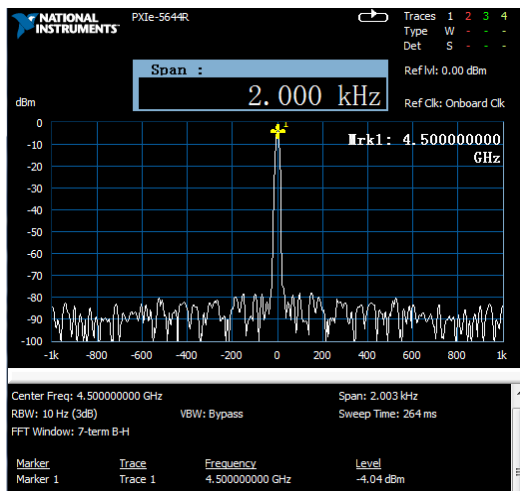 NATIONAL INSTRUMENTS™ PXIe-5644R Traces 1 2 3 4
Type W - - -
Det S - - -
Span :
2.000 kHz
Ref lvl: 0.00 dBm
Ref Clk: Onboard Clk
dBm
0
-10
-20
-30
-40
-50
-60
-70
-80
-90
-100
1
Mrk1: 4.500000000
GHz
-1k -800 -600 -400 -200 0 200 400 600 800 1k
Center Freq: 4.500000000 GHz Span: 2.003 kHz
RBW: 10 Hz (3dB) VBW: Bypass Sweep Time: 264 ms
FFT Window: 7-term B-H
Marker Trace Frequency Level
Marker 1 Trace 1 4.500000000 GHz -4.04 dBm